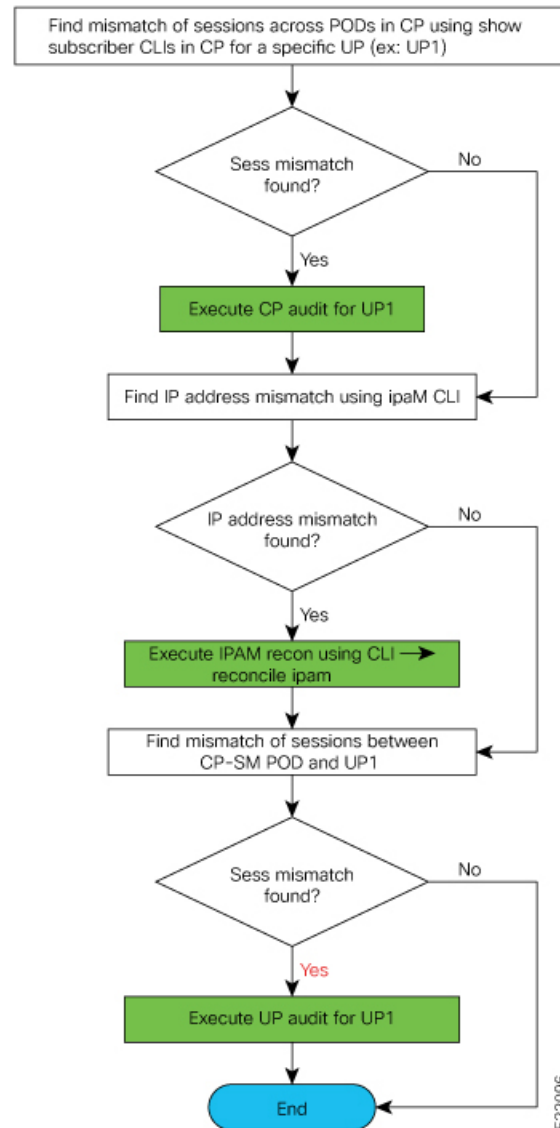 Find mismatch of sessions across PODs in CP using show
subscriber CLIs in CP for a specific UP (ex: UP1)
Sess mismatch
found?
No
Yes
Execute CP audit for UP1
Find IP address mismatch using ipaM CLI
IP address mismatch
found?
No
Yes
Execute IPAM recon using CLI →
reconcile ipam
Find mismatch of sessions between
CP-SM POD and UP1
Sess mismatch
found?
No
Yes
Execute UP audit for UP1
End